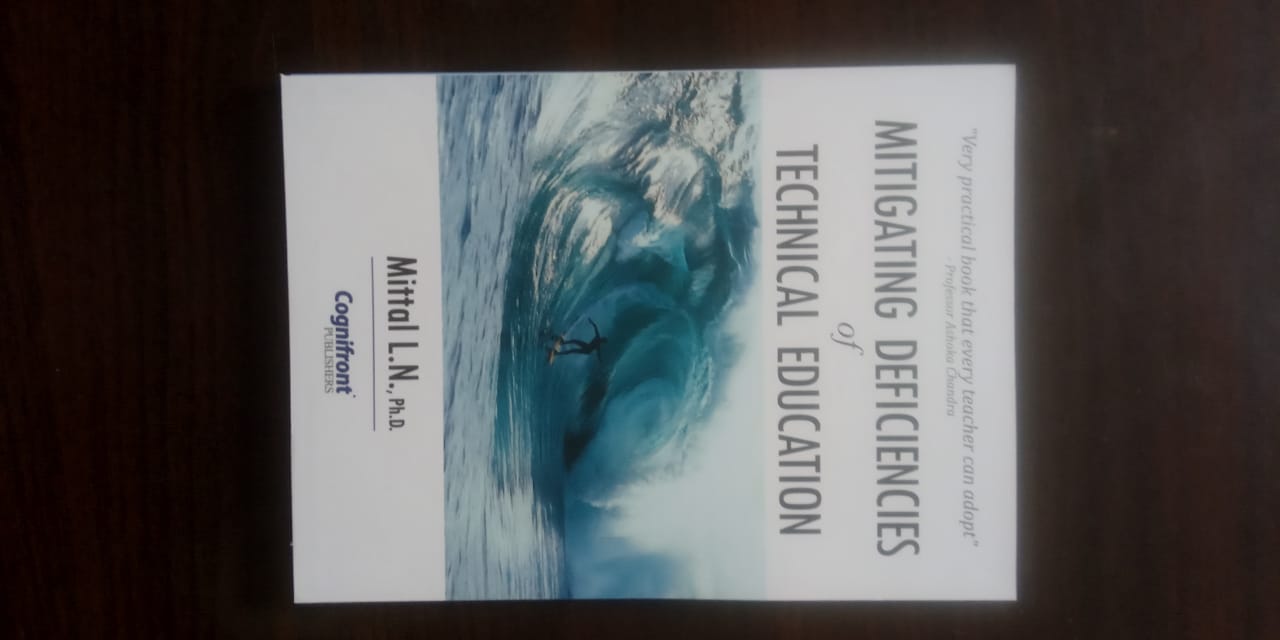 "Very practical book that every teacher can adopt"
- Professor Ashoka Chandra
MITIGATING DEFICIENCIES
of
TECHNICAL EDUCATION
Mittal L.N., Ph.D.
Cognifront
PUBLISHERS